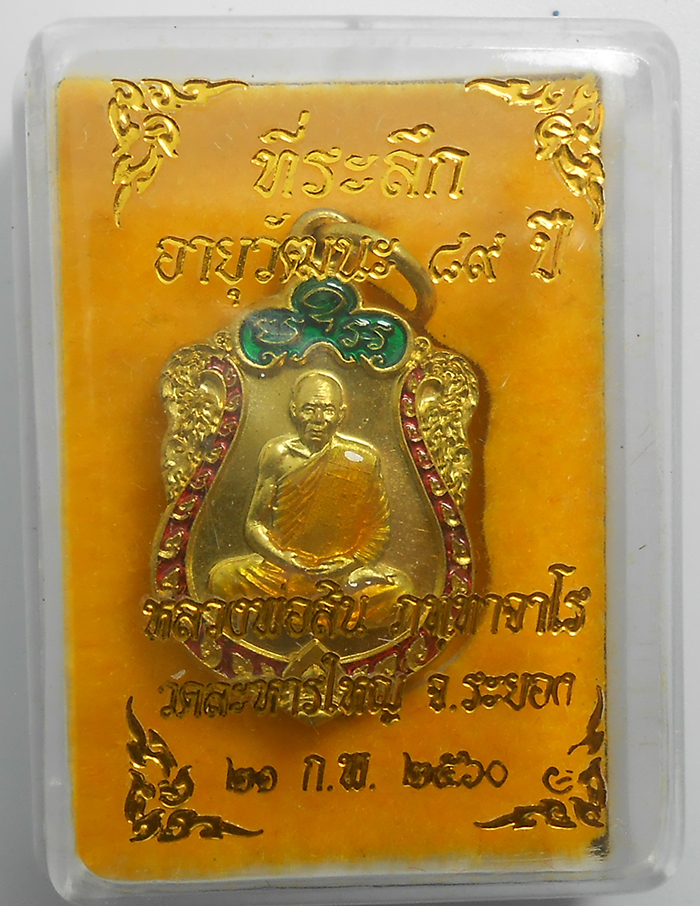 ที่ระลึก
อายุวัฒนะ ๘๙ ปี
หลวงพ่อสิน ภทฺทาจาโร
วัดละหารใหญ่ จ.ระยอง
๒๑ ก.พ. ๒๕๖๐